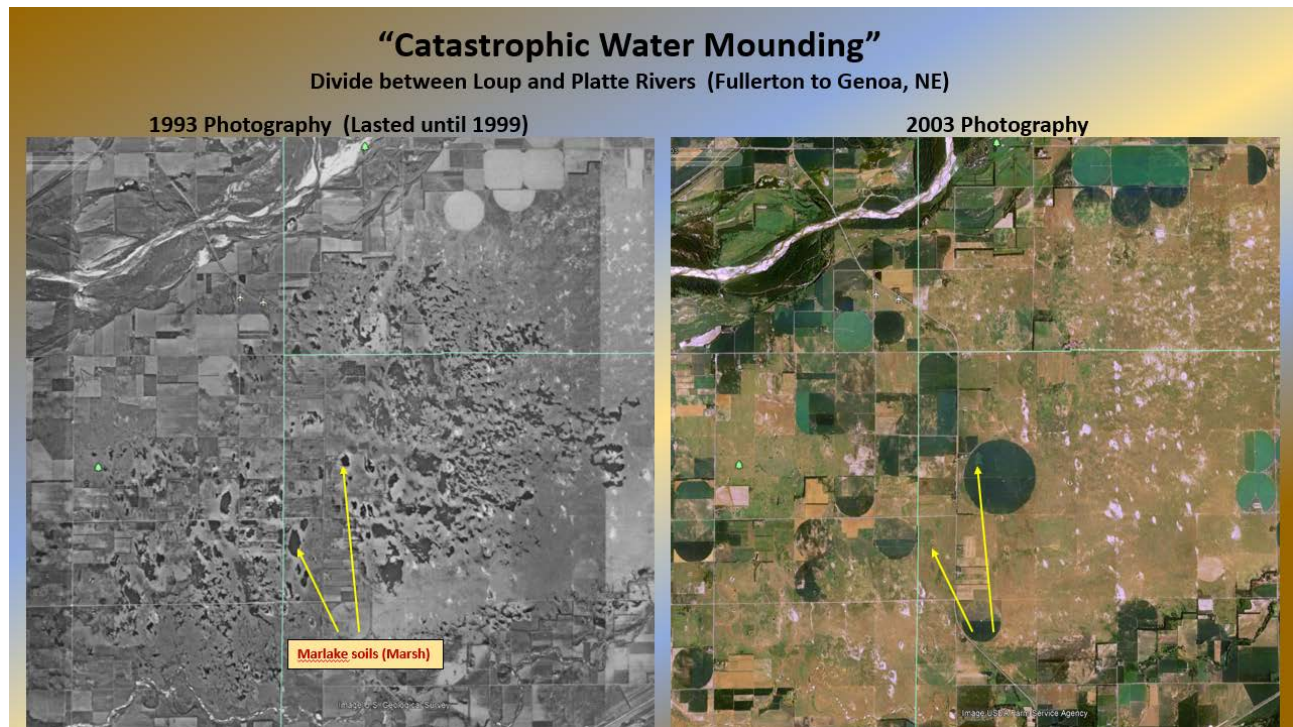 “Catastrophic Water Mounding”
Divide between Loup and Platte Rivers (Fullerton to Genoa, NE)
1993 Photography (Lasted until 1999)
2003 Photography
Marlake soils (Marsh)
Image U.S. Geological Survey
Image USDA Farm Service Agency